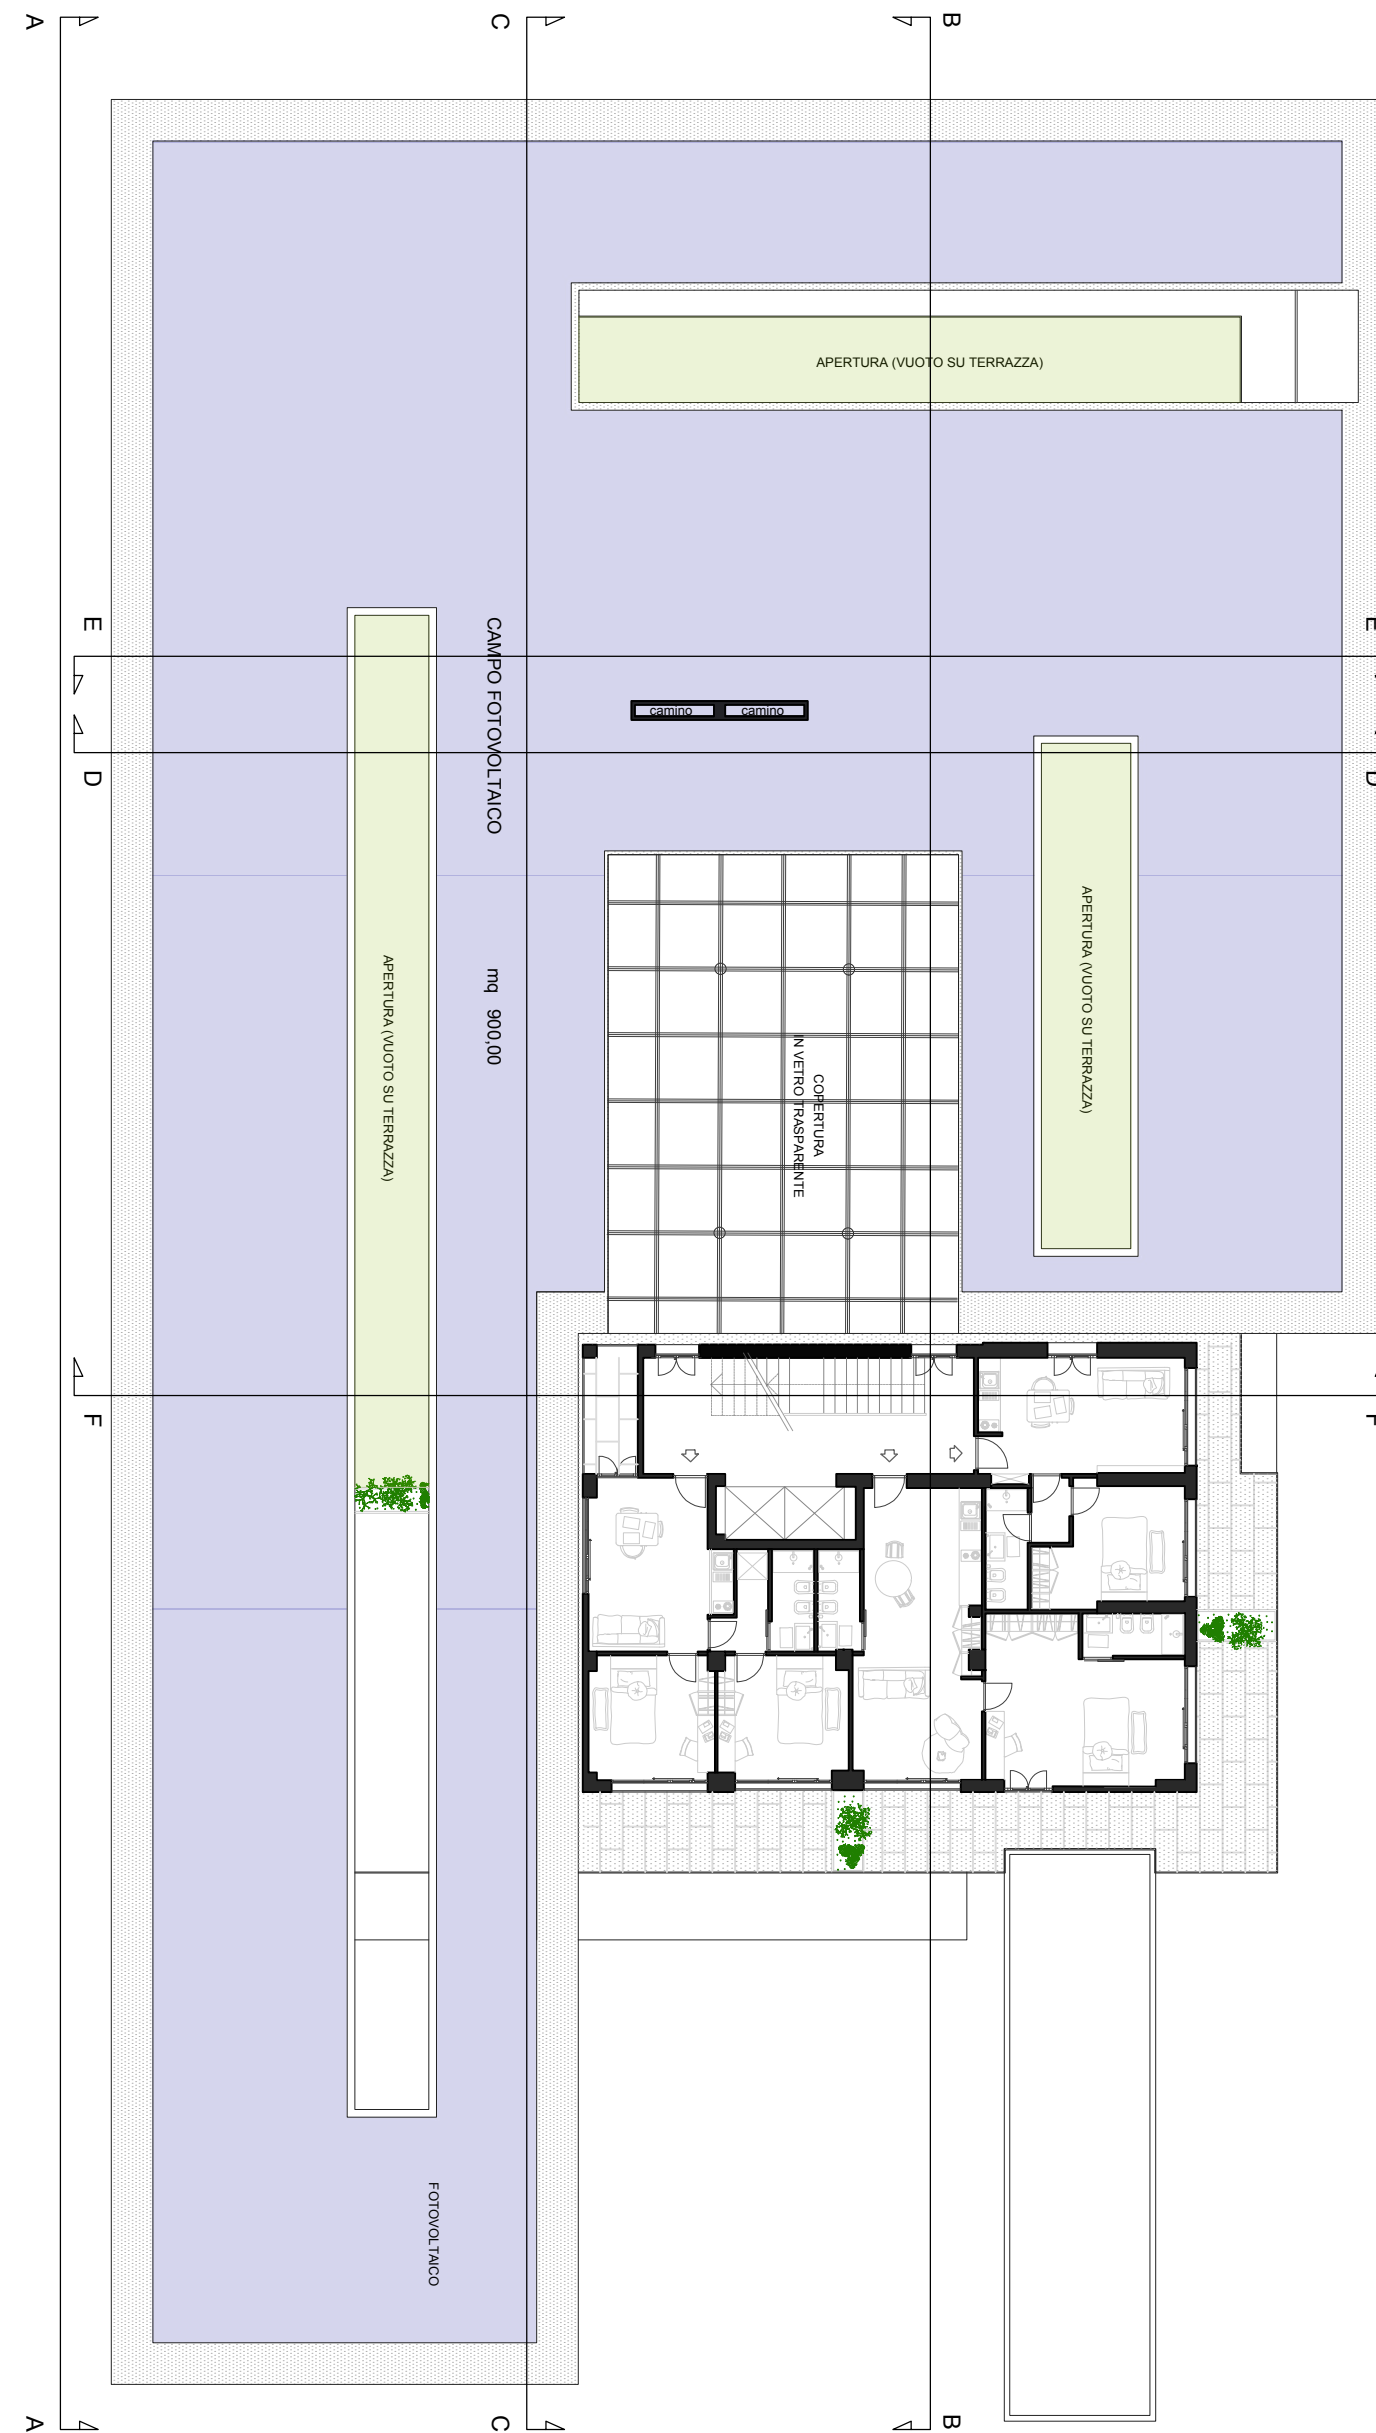 A
C
B
APERTURA (VUOTO SU TERRAZZA)
E
E
CAMPO FOTOVOLTAICO
mq 900,00
camino
camino
D
D
APERTURA (VUOTO SU TERRAZZA)
APERTURA (VUOTO SU TERRAZZA)
COPERTURA
IN VETRO TRASPARENTE
F
F
FOTOVOLTAICO
A
C
B